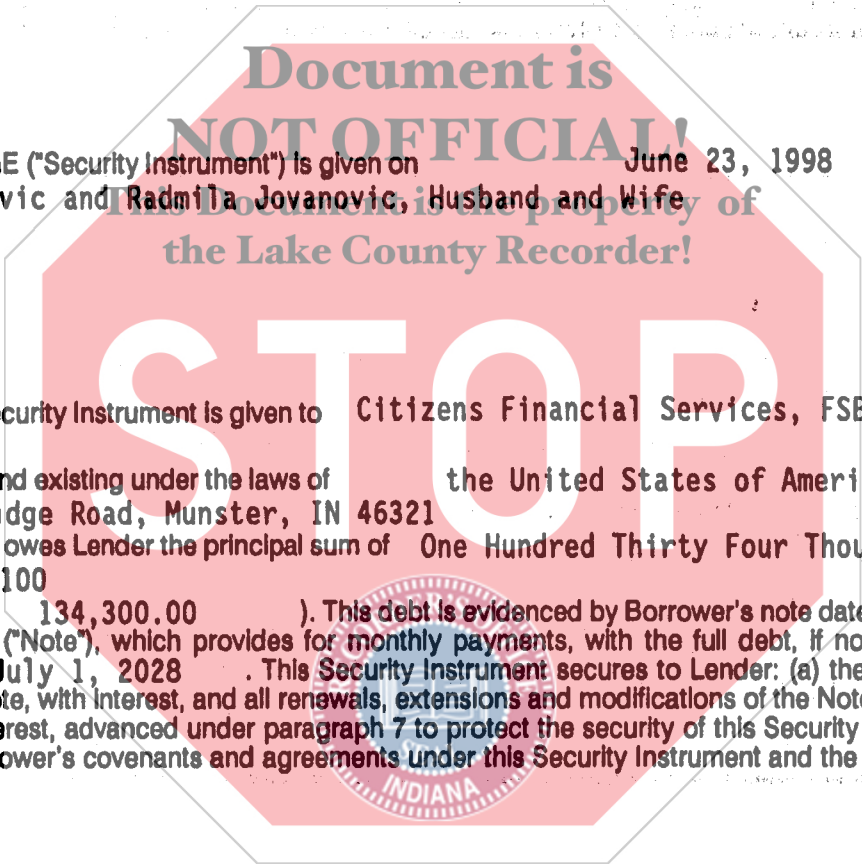 Document is
NOT OFFICIAL!
E ("Security Instrument") is given on June 23, 1998
vic and Radmila Jovanovic, Husband and Wife
This Document is the property of
the Lake County Recorder!
STOP
curity Instrument is given to Citizens Financial Services, FSB
nd existing under the laws of the United States of Ameri
dge Road, Munster, IN 46321
owes Lender the principal sum of One Hundred Thirty Four Thou
100
134,300.00 ). This debt is evidenced by Borrower's note date
("Note"), which provides for monthly payments, with the full debt, if no
July 1, 2028 . This Security Instrument secures to Lender: (a) the
te, with interest, and all renewals, extensions and modifications of the Note
erest, advanced under paragraph 7 to protect the security of this Security
ower's covenants and agreements under this Security Instrument and the
SEAL
INDIANA